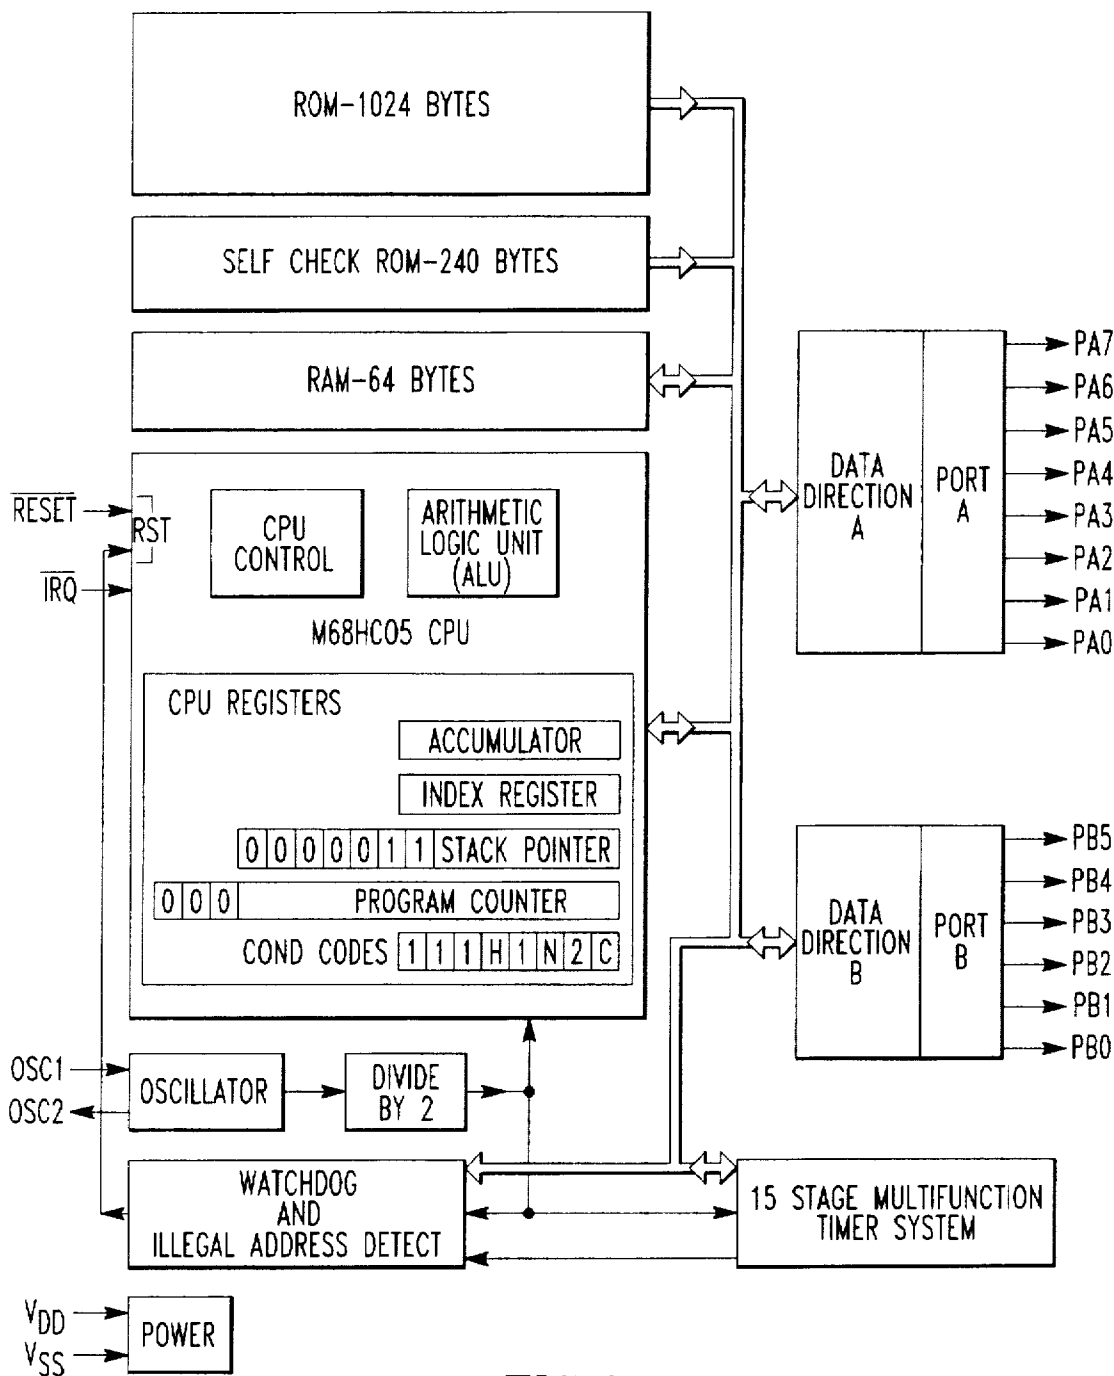 ROM-1024 BYTES
SELF CHECK ROM-240 BYTES
RAM-64 BYTES
RESET
RST
IRQ
CPU
CONTROL
ARITHMETIC
LOGIC UNIT
(ALU)
M68HC05 CPU
CPU REGISTERS
ACCUMULATOR
INDEX REGISTER
0 0 0 0 0 1 1 STACK POINTER
0 0 0 PROGRAM COUNTER
COND CODES 1 1 1 H 1 N 2 C
DATA
DIRECTION
A
PORT
A
PA7
PA6
PA5
PA4
PA3
PA2
PA1
PA0
DATA
DIRECTION
B
PORT
B
PB5
PB4
PB3
PB2
PB1
PB0
OSC1
OSC2
OSCILLATOR
DIVIDE
BY 2
WATCHDOG
AND
ILLEGAL ADDRESS DETECT
15 STAGE MULTIFUNCTION
TIMER SYSTEM
VDD
VSS
POWER